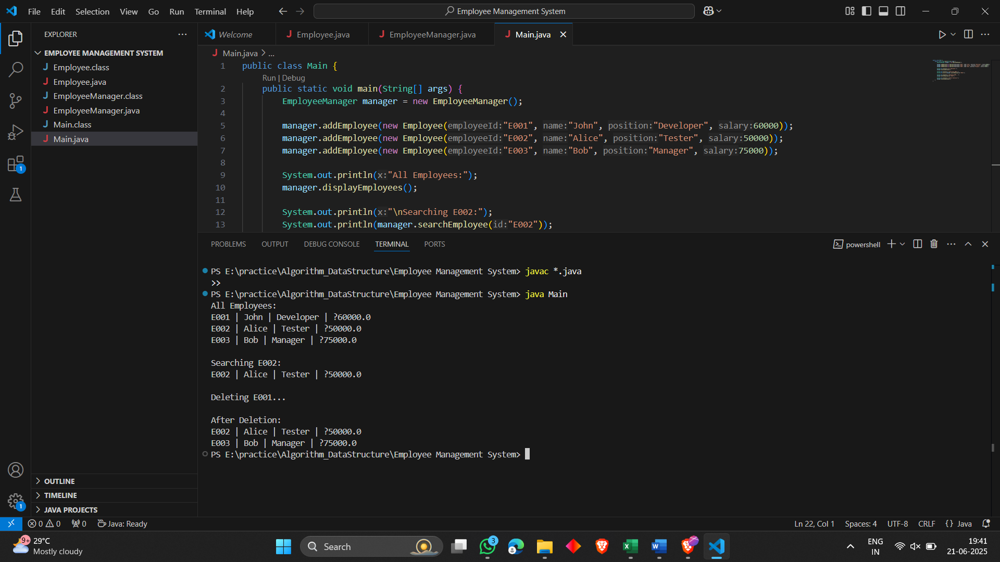 File Edit Selection View Go Run Terminal Help
Employee Management System
EXPLORER
EMPLOYEE MANAGEMENT SYSTEM
J Employee.class
J Employee.java
J EmployeeManager.class
J EmployeeManager.java
J Main.class
J Main.java
OUTLINE
TIMELINE
JAVA PROJECTS
1
1
Welcome
J Employee.java
J EmployeeManager.java
J Main.java
J Main.java > ...
1 public class Main {
Run | Debug
2 public static void main(String[] args) {
3 EmployeeManager manager = new EmployeeManager();
4
5 manager.addEmployee(new Employee(employeeId:"E001", name:"John", position:"Developer", salary:60000));
6 manager.addEmployee(new Employee(employeeId:"E002", name:"Alice", position:"Tester", salary:50000));
7 manager.addEmployee(new Employee(employeeId:"E003", name:"Bob", position:"Manager", salary:75000));
8
9 System.out.println(x:"All Employees:");
10 manager.displayEmployees();
11
12 System.out.println(x:"\nSearching E002:");
13 System.out.println(manager.searchEmployee(id:"E002"));
PROBLEMS OUTPUT DEBUG CONSOLE TERMINAL PORTS
powershell
PS E:\practice\Algorithm_DataStructure\Employee Management System> javac *.java
>>
PS E:\practice\Algorithm_DataStructure\Employee Management System> java Main
All Employees:
E001 | John | Developer | ?60000.0
E002 | Alice | Tester | ?50000.0
E003 | Bob | Manager | ?75000.0
Searching E002:
E002 | Alice | Tester | ?50000.0
Deleting E001...
After Deletion:
E002 | Alice | Tester | ?50000.0
E003 | Bob | Manager | ?75000.0
PS E:\practice\Algorithm_DataStructure\Employee Management System>
0 0 0 Java: Ready
Ln 22, Col 1 Spaces: 4 UTF-8 CRLF {} Java
9+ 29°C
Mostly cloudy
Search
3
ENG
IN
19:41
21-06-2025